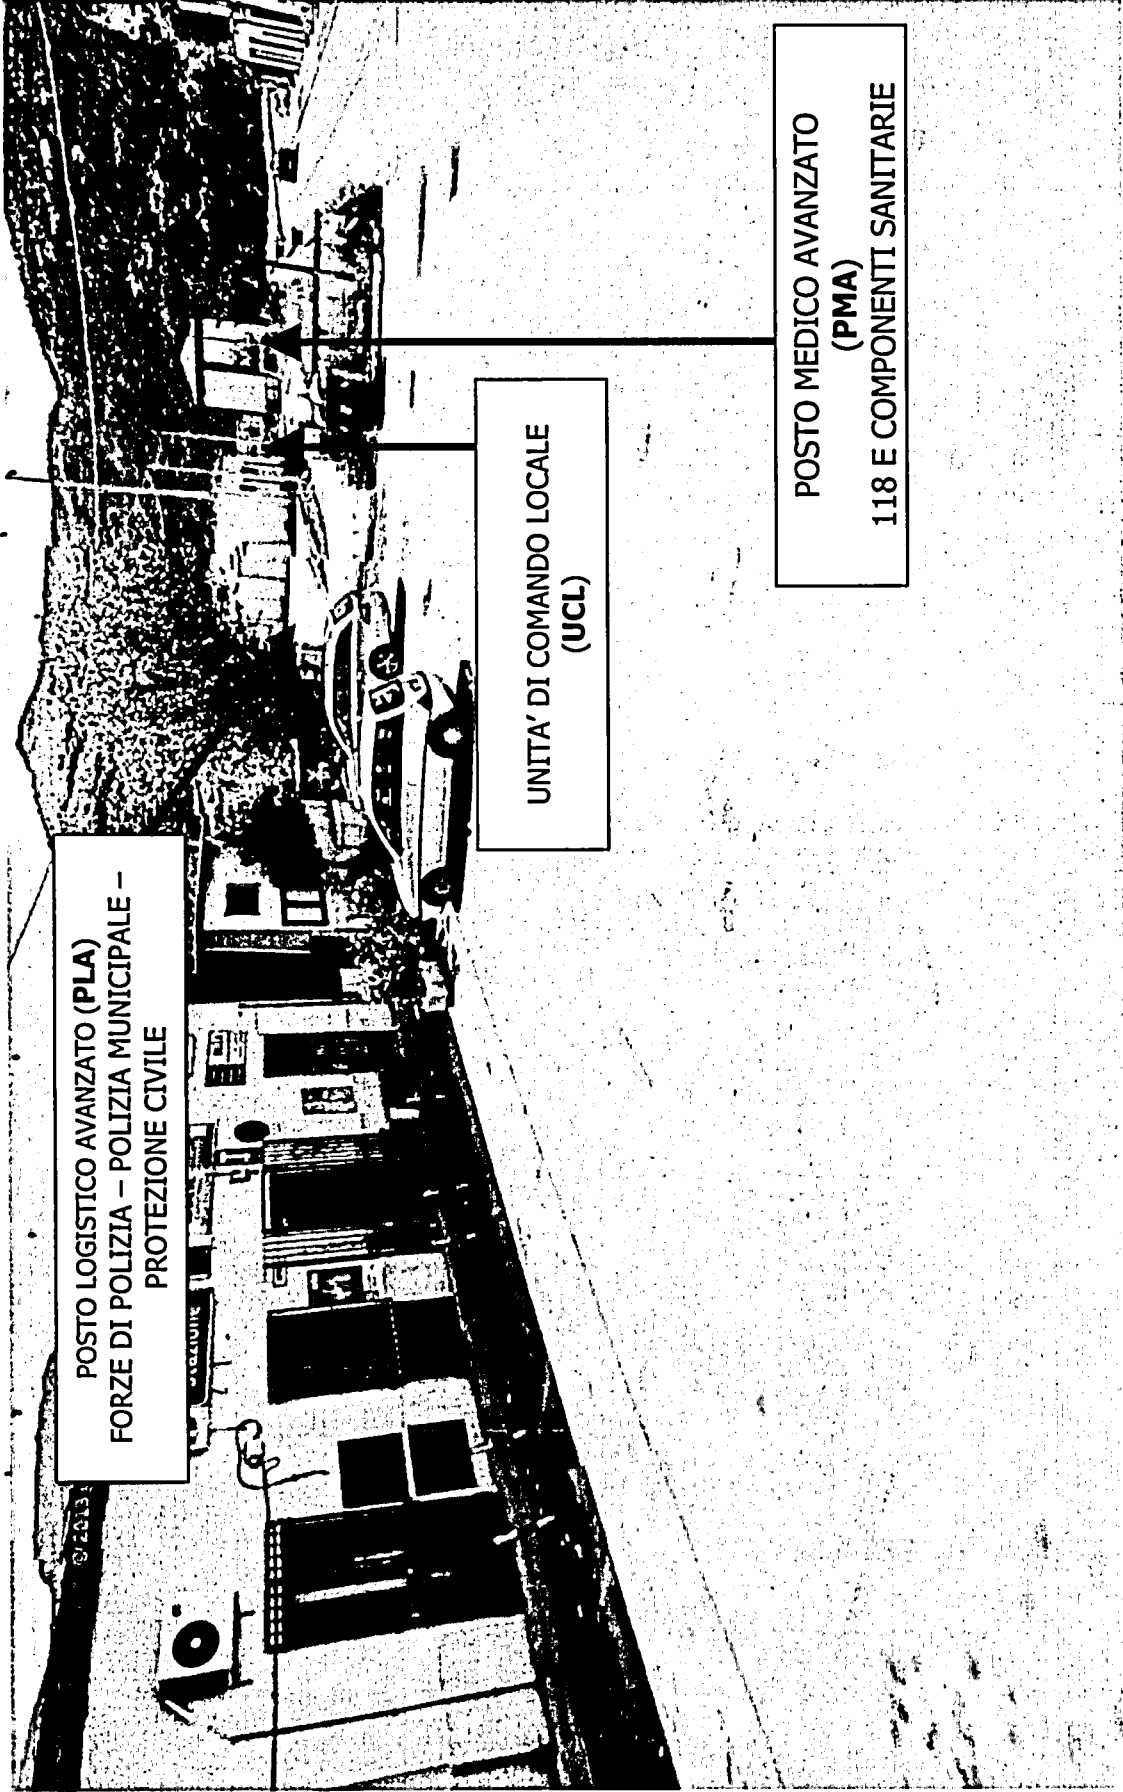 POSTO LOGISTICO AVANZATO (PLA)
FORZE DI POLIZIA – POLIZIA MUNICIPALE –
PROTEZIONE CIVILE
UNITA’ DI COMANDO LOCALE
(UCL)
POSTO MEDICO AVANZATO
(PMA)
118 E COMPONENTI SANITARIE